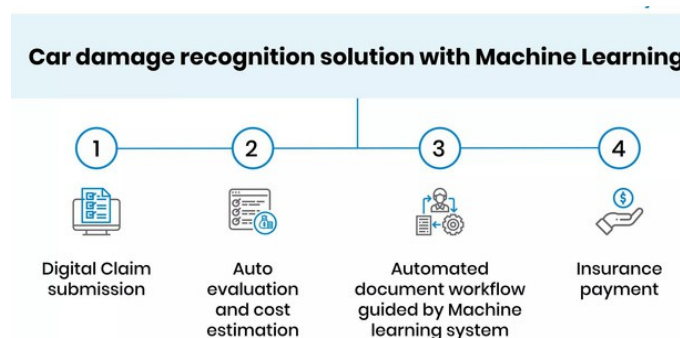 Car damage recognition solution with Machine Learning
1
2
3
4
Digital Claim
submission
Auto
evaluation
and cost
estimation
Automated
document workflow
guided by Machine
learning system
Insurance
payment
$